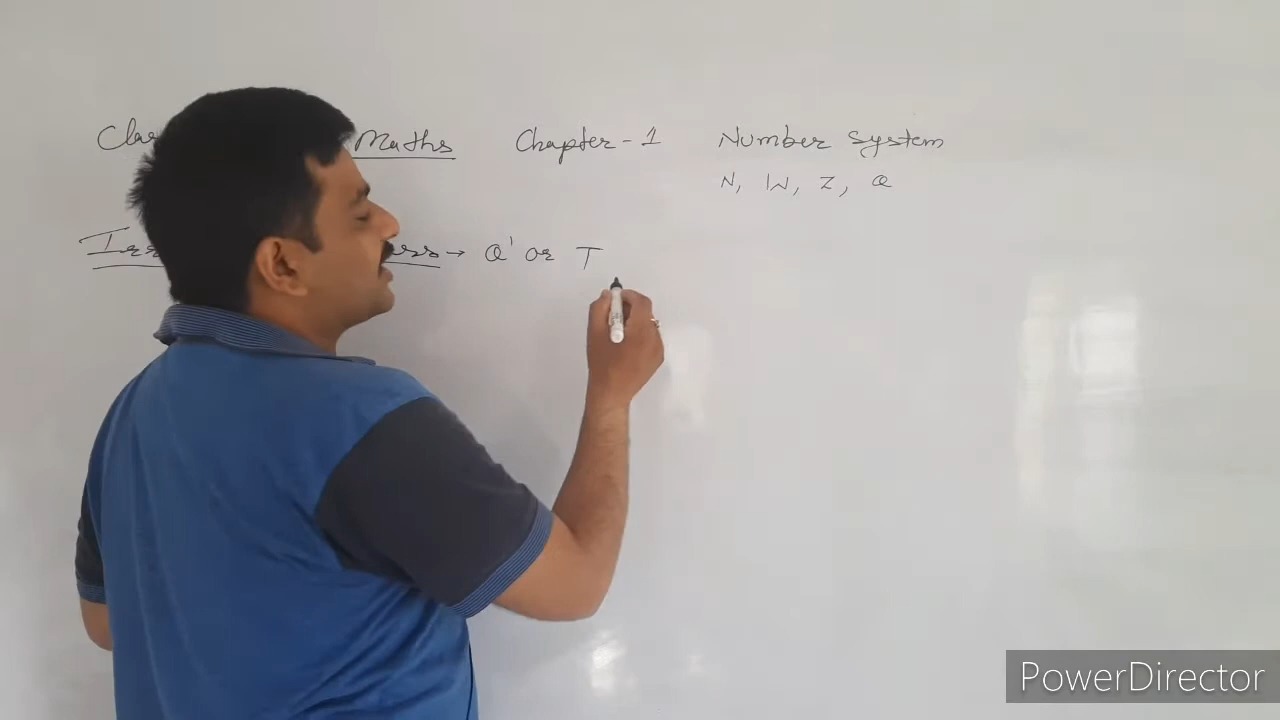 Maths Chapter-1 Number System
N, W, Z, Q
→ Q' or T
PowerDirector